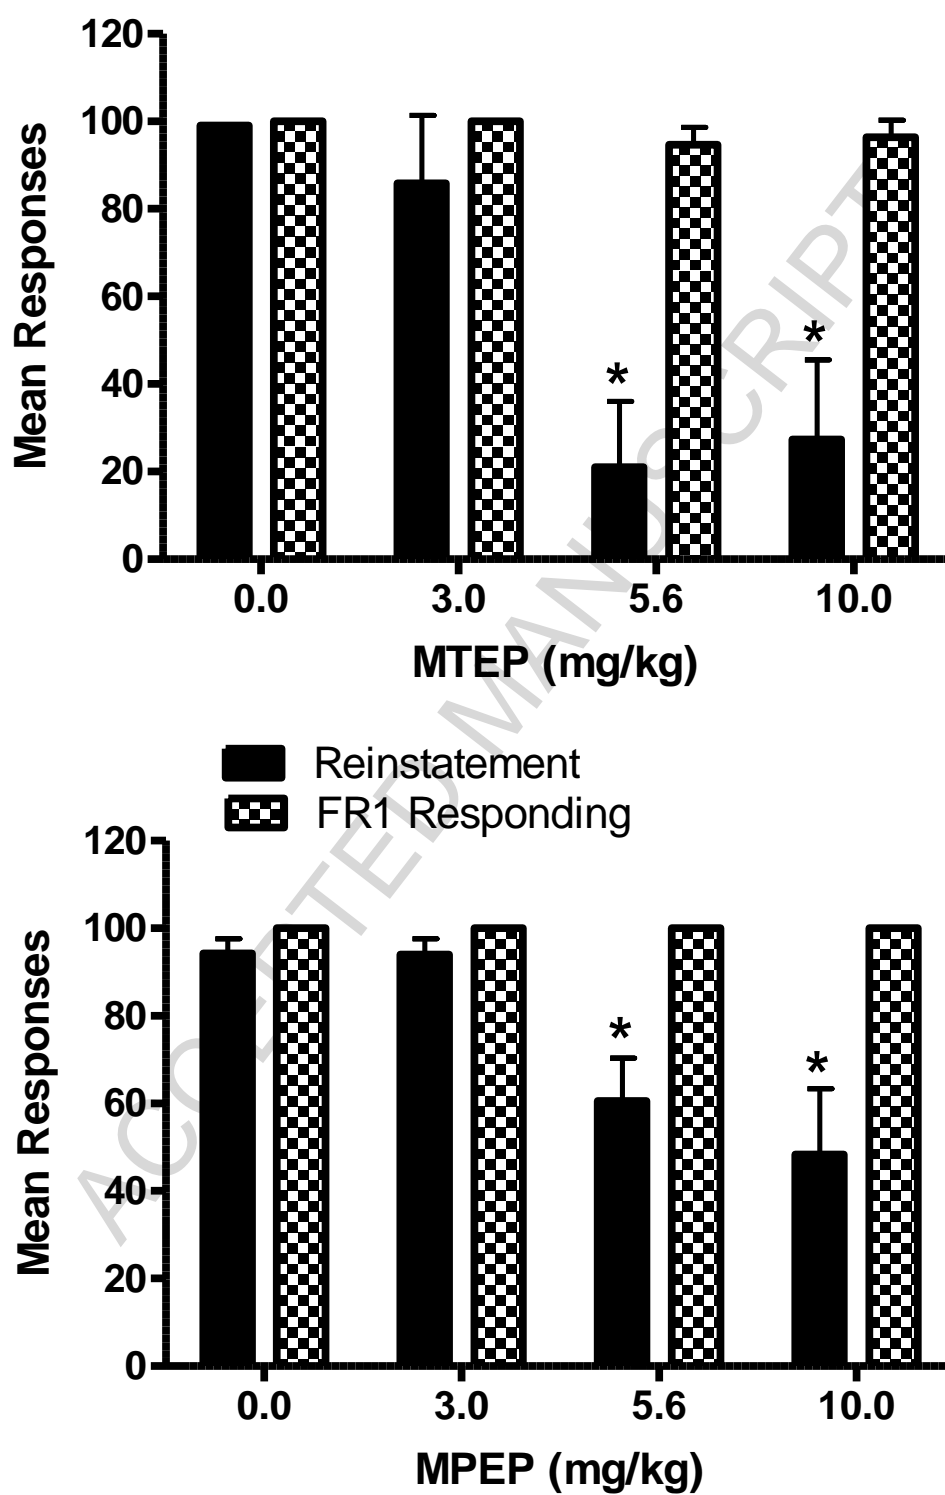 120
100
80
60
40
20
0
Mean Responses
*
*
0.0 3.0 5.6 10.0
MTEP (mg/kg)
Reinstatement
FR1 Responding
120
100
80
60
40
20
0
Mean Responses
*
*
0.0 3.0 5.6 10.0
MPEP (mg/kg)
ACCEPTED MANUSCRIPT